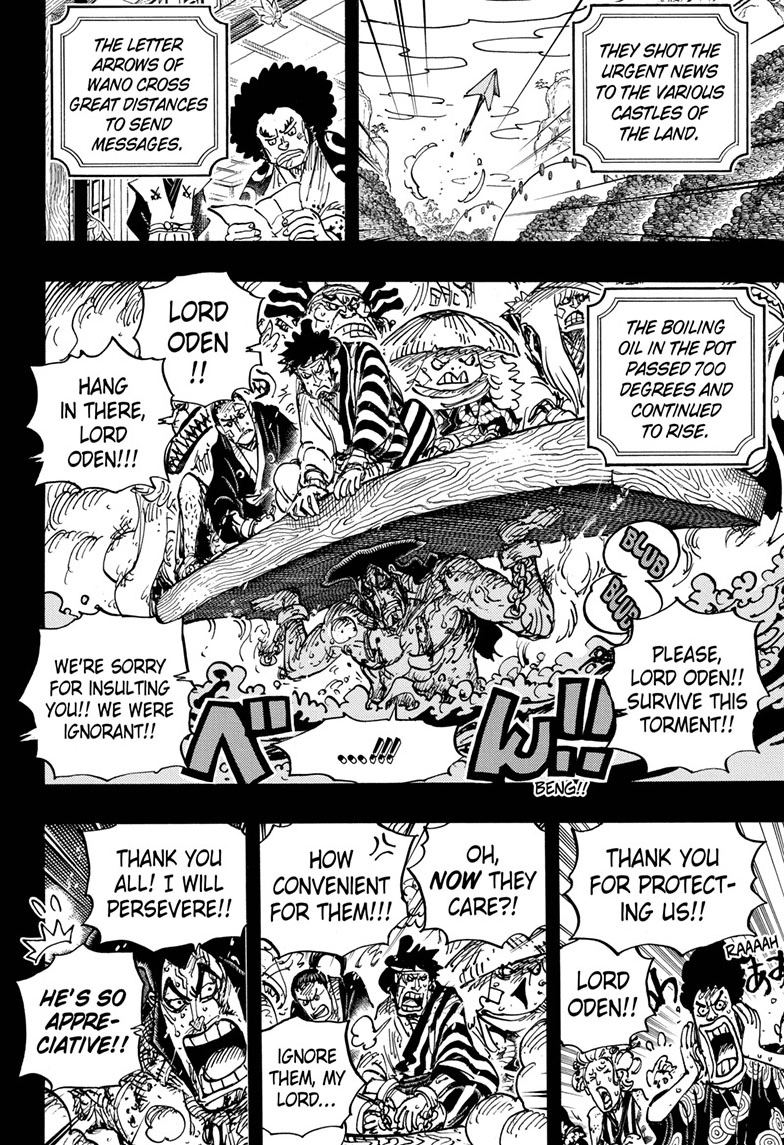 THEY SHOT THE
URGENT NEWS
TO THE VARIOUS
CASTLES OF
THE LAND.
THE LETTER
ARROWS OF
WANO CROSS
GREAT DISTANCES
TO SEND
MESSAGES.
THE BOILING
OIL IN THE POT
PASSED 700
DEGREES AND
CONTINUED
TO RISE.
LORD
ODEN
!!
HANG
IN THERE,
LORD
ODEN!!!
BLUB
BLUB
PLEASE,
LORD ODEN!!
SURVIVE THIS
TORMENT!!
べん!!
BENG!!
...!!!
WE'RE SORRY
FOR INSULTING
YOU!! WE WERE
IGNORANT!!
THANK YOU
FOR PROTECT-
ING US!!
RAAAAH
LORD
ODEN!!
OH,
NOW THEY
CARE?!
HOW
CONVENIENT
FOR THEM!!!
IGNORE
THEM, MY
LORD...
THANK YOU
ALL! I WILL
PERSEVERE!!
HE'S SO
APPRE-
CIATIVE!!